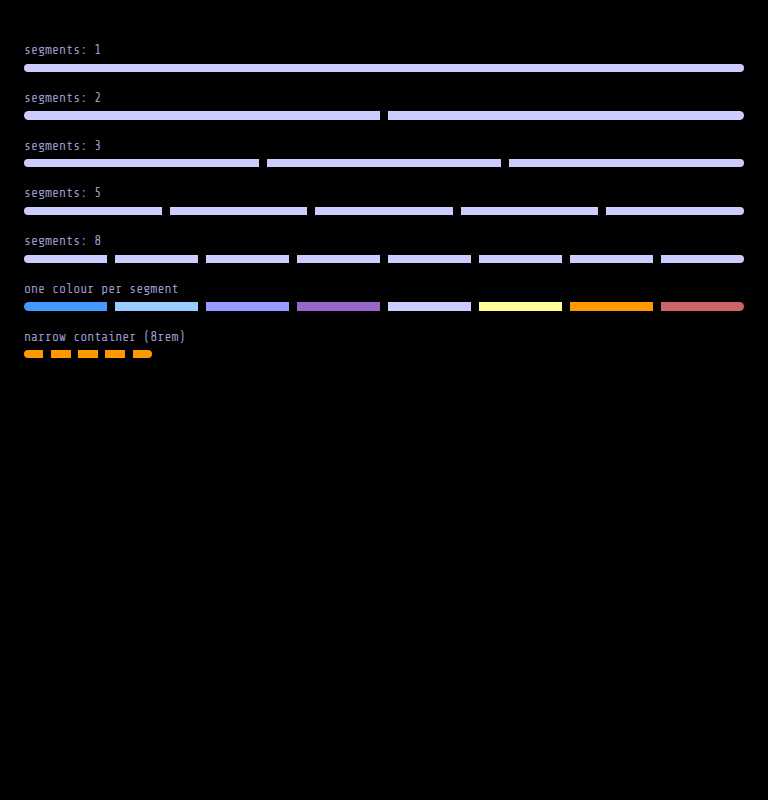 segments: 1
segments: 2
segments: 3
segments: 5
segments: 8
one colour per segment
narrow container (8rem)